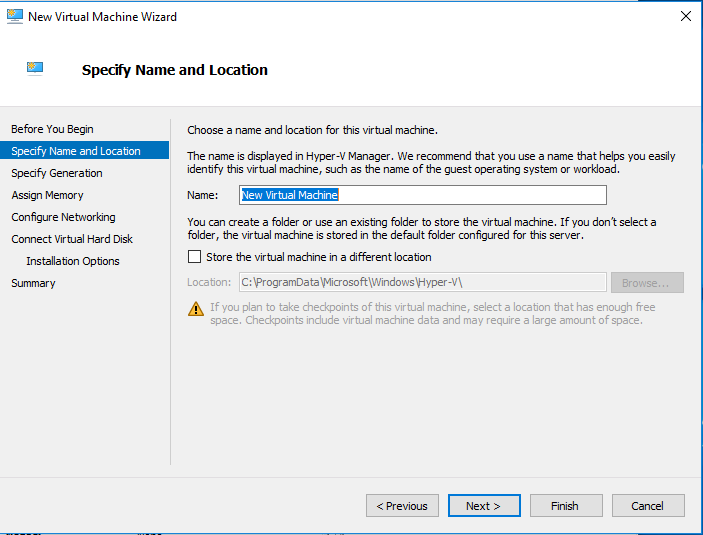 New Virtual Machine Wizard
Specify Name and Location
Before You Begin
Specify Name and Location
Specify Generation
Assign Memory
Configure Networking
Connect Virtual Hard Disk
Installation Options
Summary
Choose a name and location for this virtual machine.
The name is displayed in Hyper-V Manager. We recommend that you use a name that helps you easily
identify this virtual machine, such as the name of the guest operating system or workload.
Name: New Virtual Machine
You can create a folder or use an existing folder to store the virtual machine. If you don't select a
folder, the virtual machine is stored in the default folder configured for this server.
Store the virtual machine in a different location
Location: C:\ProgramData\Microsoft\Windows\Hyper-V\ Browse...
If you plan to take checkpoints of this virtual machine, select a location that has enough free
space. Checkpoints include virtual machine data and may require a large amount of space.
< Previous Next > Finish Cancel